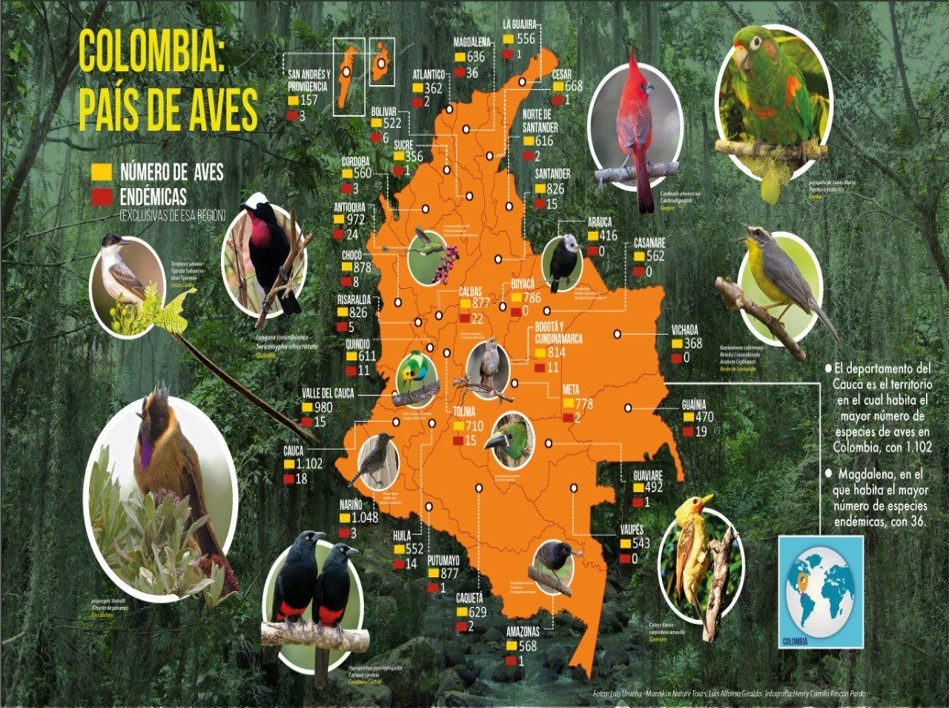 COLOMBIA:
PAÍS DE AVES
NÚMERO DE AVES
ENDÉMICAS
(EXCLUSIVAS DE ESA REGIÓN)
SAN ANDRÉS Y
PROVIDENCIA
157
3
ATLANTICO
362
2
MAGDALENA
636
36
LA GUAJIRA
556
1
CESAR
668
1
BOLIVAR
522
6
SUCRE
356
1
NORTE DE
SANTANDER
616
2
CORDOBA
560
3
SANTANDER
826
15
ANTIOQUIA
972
24
ARAUCA
416
0
CASANARE
562
0
CHOCÓ
878
8
CALDAS
877
22
BOYACÁ
786
0
RISARALDA
826
5
BOGOTÁ Y
CUNDINAMARCA
814
11
VICHADA
368
0
QUINDIO
611
11
VALLE DEL CAUCA
980
15
META
778
2
TOLIMA
710
15
GUAÍNIA
470
19
CAUCA
1.102
18
GUAVIARE
492
1
NARIÑO
1.048
3
HUILA
552
14
VAUPÉS
543
0
PUTUMAYO
877
1
CAQUETÁ
629
2
AMAZONAS
568
1
El departamento del
Cauca es el territorio
en el cual habita el
mayor número de
especies de aves en
Colombia, con 1.102
Magdalena, en el
que habita el mayor
número de especies
endémicas, con 36.
COLOMBIA
Fotos: Luis Urueña - Manakin Nature Tours, Luis Alfonso Giraldo. Infografía: Henry Camilo Rincón Pardo